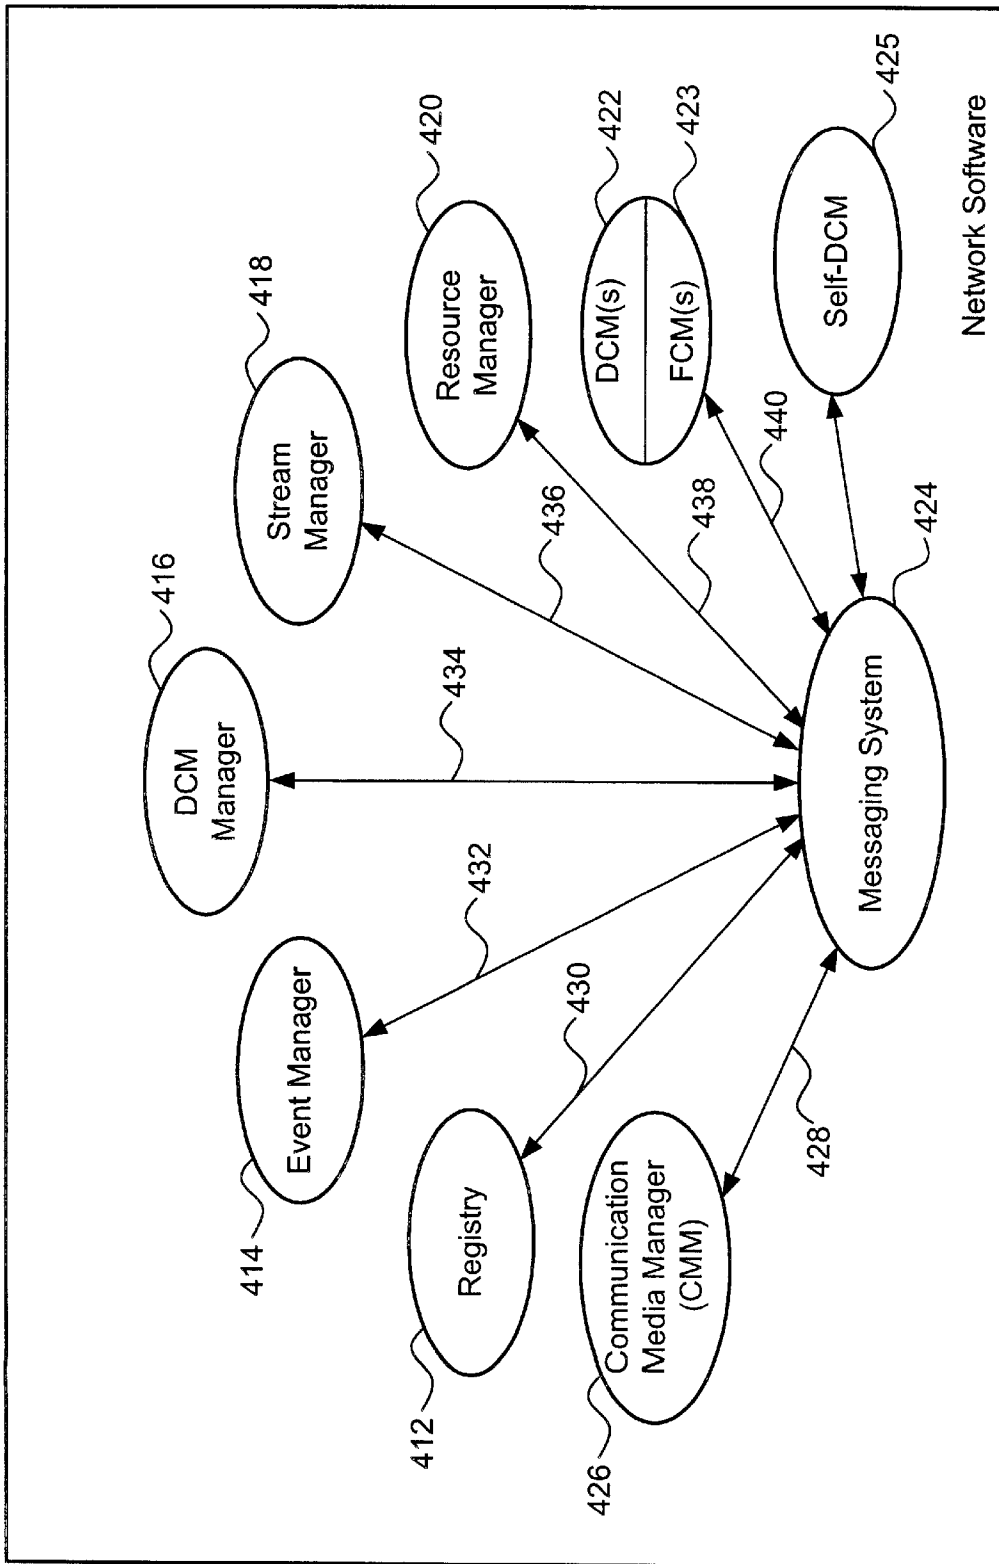 416
DCM
Manager
418
Stream
Manager
414
Event Manager
420
Resource
Manager
412
Registry
432
434
436
422
DCM(s)
FCM(s)
423
430
438
426
Communication
Media Manager
(CMM)
440
428
425
Self-DCM
424
Messaging System
Network Software